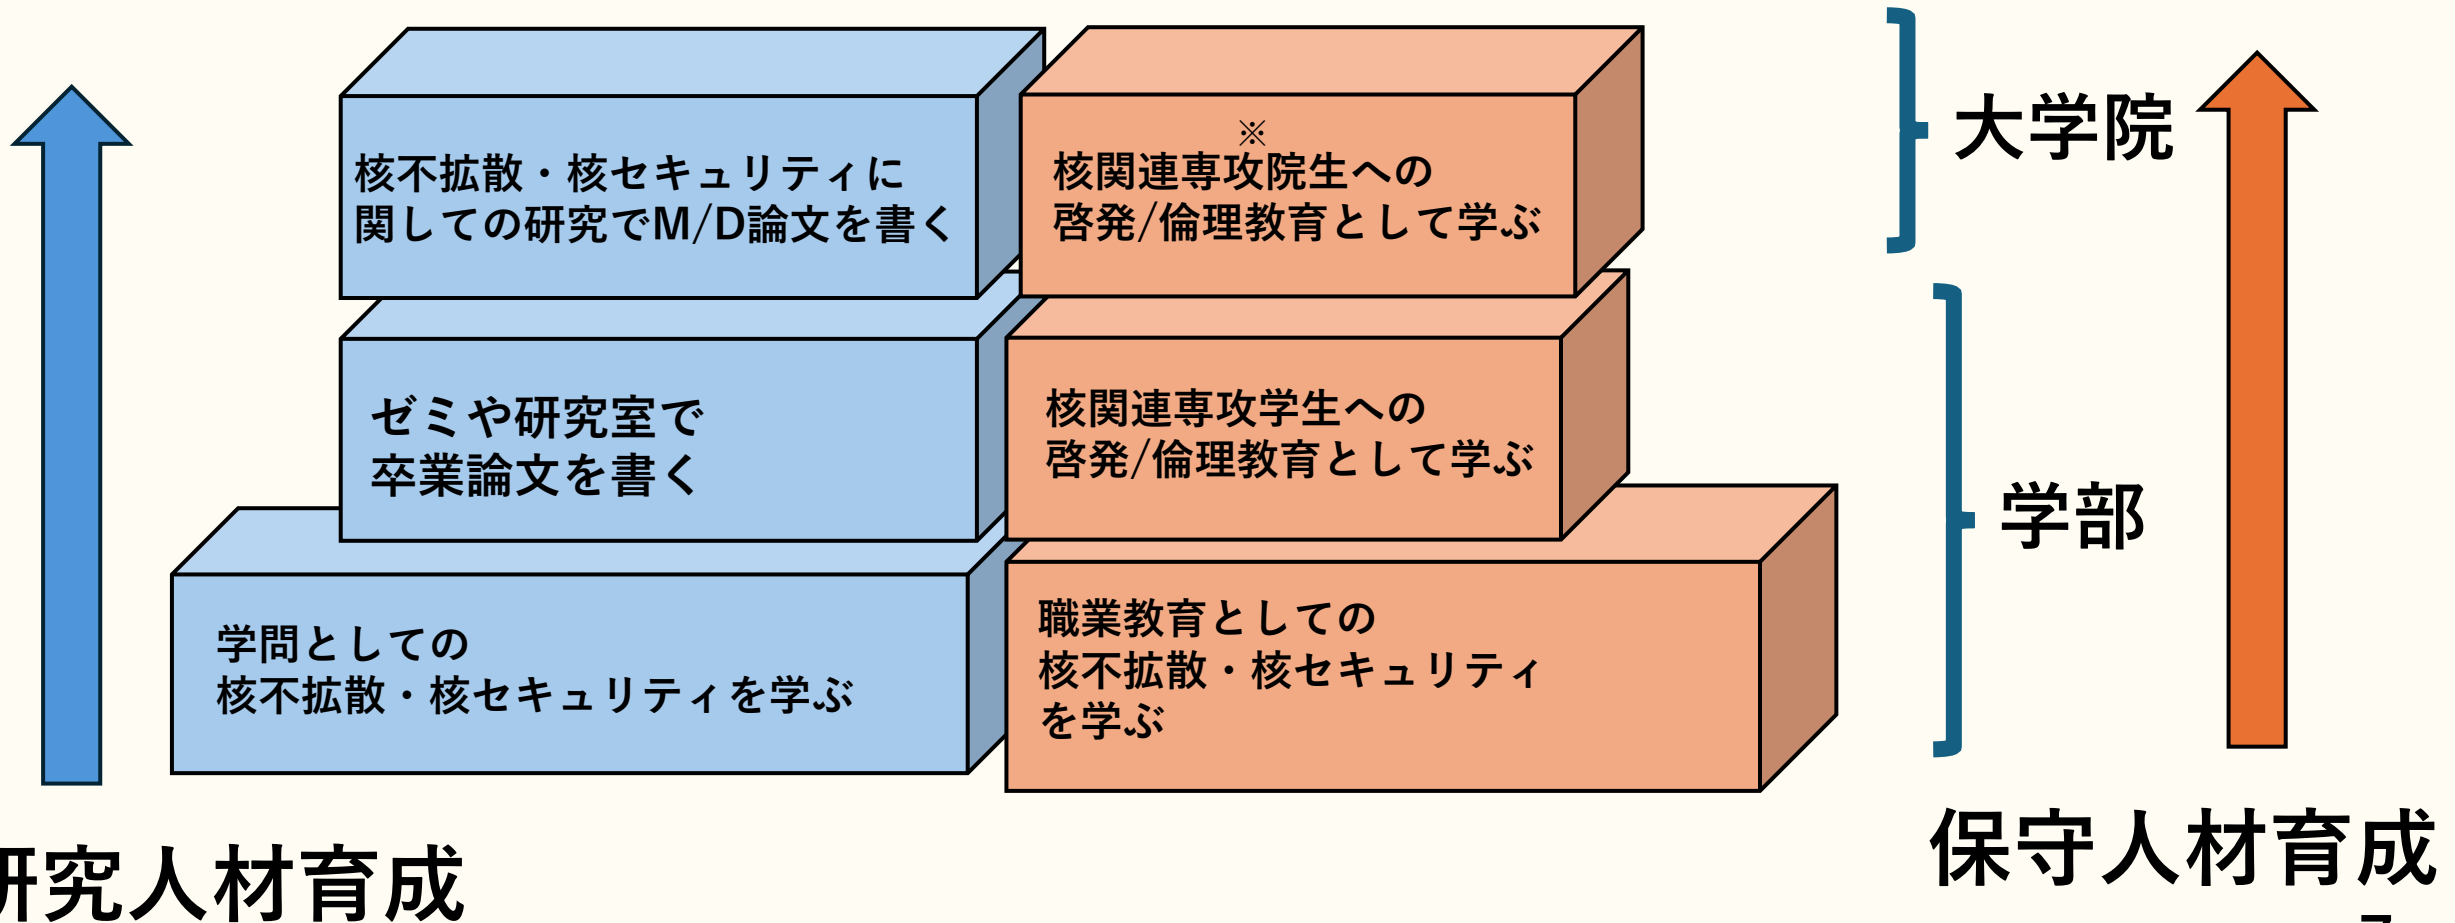 核不拡散・核セキュリティに
関しての研究でM/D論文を書く
※
核関連専攻院生への
啓発/倫理教育として学ぶ
大学院
ゼミや研究室で
卒業論文を書く
核関連専攻学生への
啓発/倫理教育として学ぶ
学部
学問としての
核不拡散・核セキュリティを学ぶ
職業教育としての
核不拡散・核セキュリティ
を学ぶ
研究人材育成
保守人材育成